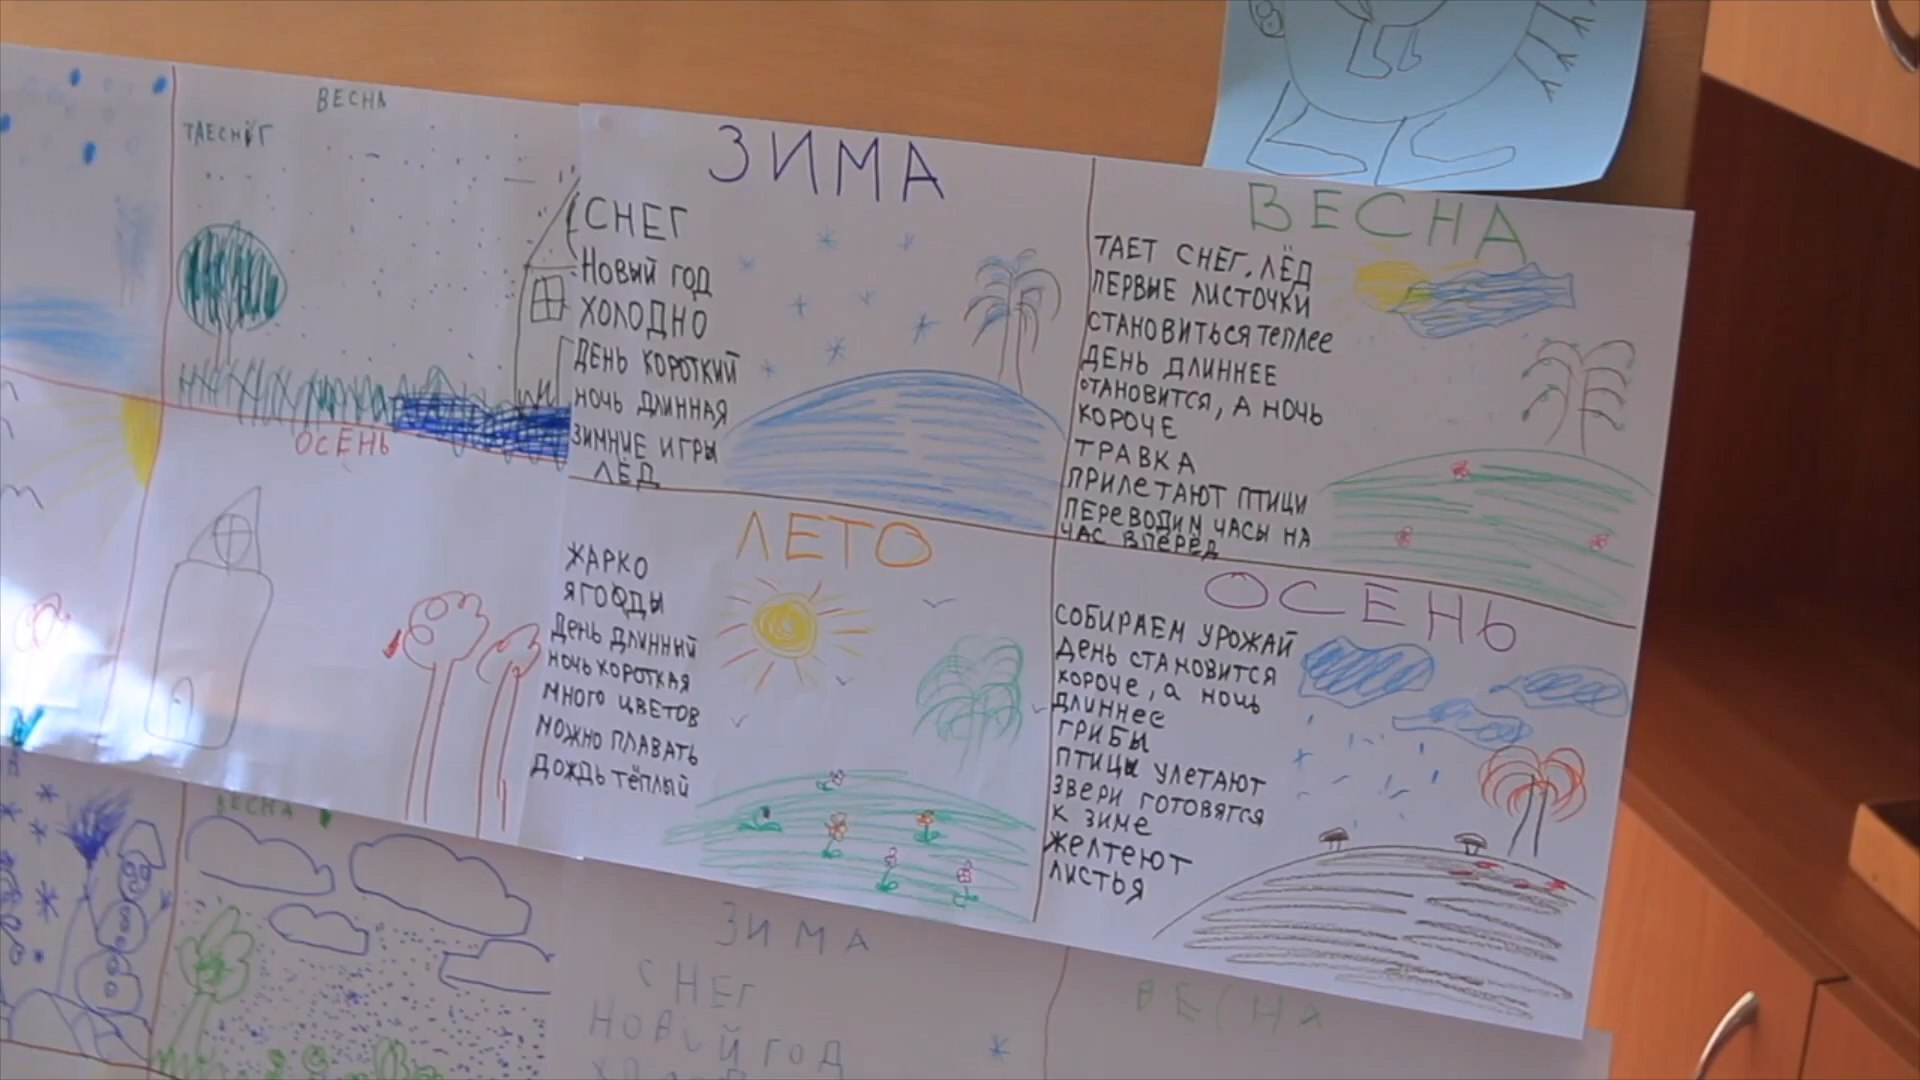 ВЕСНА
ТАЕСНЕГ
ОСЕНЬ
ЗИМА
СНЕГ
НОВЫЙ ГОД
ХОЛОДНО
ДЕНЬ КОРОТКИЙ
НОЧЬ ДЛИННАЯ
ЗИМНИЕ ИГРЫ
ЛЁД
ВЕСНА
ТАЕТ СНЕГ, ЛЁД
ПЕРВЫЕ ЛИСТОЧКИ
СТАНОВИТЬСЯ ТЕПЛЕЕ
ДЕНЬ ДЛИННЕЕ
СТАНОВИТСЯ, А НОЧЬ
КОРОЧЕ
ТРАВКА
ПРИЛЕТАЮТ ПТИЦИ
ПЕРЕВОДИМ ЧАСЫ НА
ЧАС ВПЕРЁД
ЛЕТО
ЖАРКО
ЯГОДЫ
ДЕНЬ ДЛИННЫЙ
НОЧЬ КОРОТКАЯ
МНОГО ЦВЕТОВ
МОЖНО ПЛАВАТЬ
ДОЖДЬ ТЁПЛЫЙ
ОСЕНЬ
СОБИРАЕМ УРОЖАЙ
ДЕНЬ СТАНОВИТСЯ
КОРОЧЕ, А НОЧЬ
ДЛИННЕЕ
ГРИБЫ
ПТИЦЫ УЛЕТАЮТ
ЗВЕРИ ГОТОВЯТСЯ
К ЗИМЕ
ЖЕЛТЕЮТ
ЛИСТЬЯ
ВЕСНА
ЗИМА
СНЕГ
НОВЫЙ ГОД
ВЕСНА